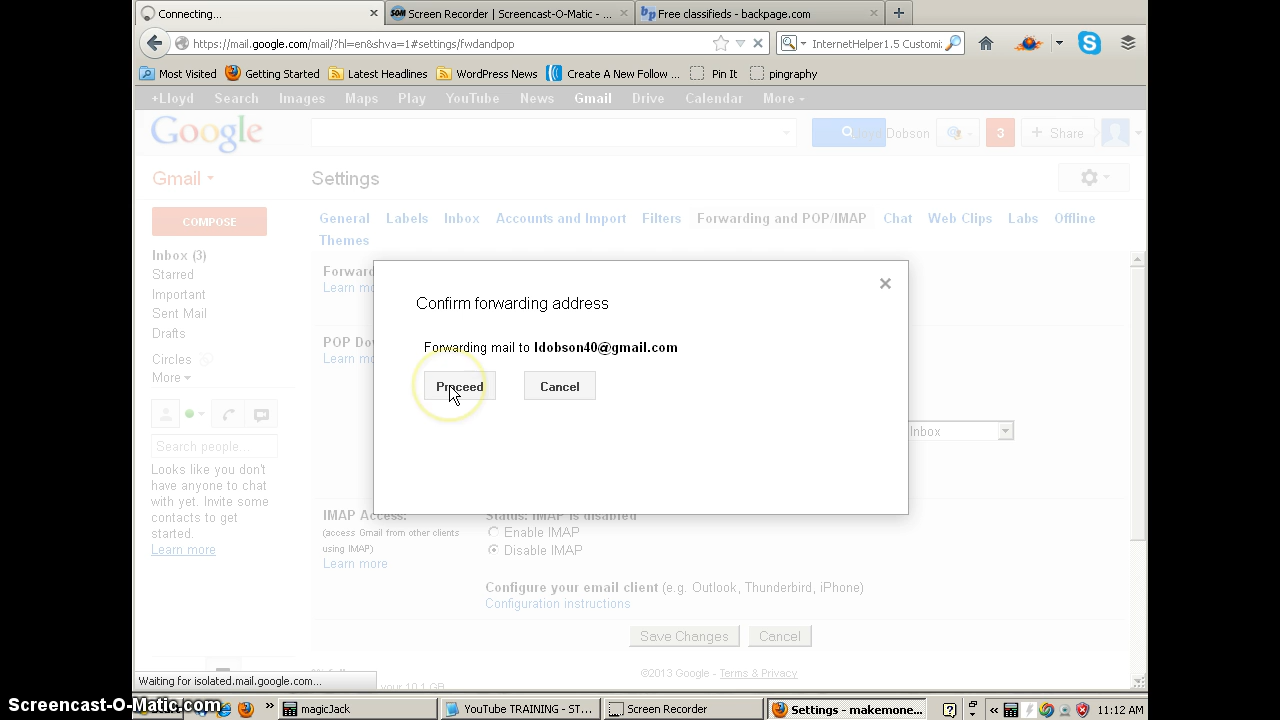 Connecting...
Screen Recorder | Screencast-O-Matic - ...
Free classifieds - backpage.com
https://mail.google.com/mail/?hl=en&shva=1#settings/fwdandpop
InternetHelper1.5 Customi
Most Visited
Getting Started
Latest Headlines
WordPress News
Create A New Follow ...
Pin It
pingraphy
+Lloyd
Search
Images
Maps
Play
YouTube
News
Gmail
Drive
Calendar
More
Google
Dobson
3
+ Share
Gmail
Settings
COMPOSE
General
Labels
Inbox
Accounts and Import
Filters
Forwarding and POP/IMAP
Chat
Web Clips
Labs
Offline
Themes
Inbox (3)
Starred
Important
Sent Mail
Drafts
Circles
More
Search people...
Looks like you don't
have anyone to chat
with yet. Invite some
contacts to get
started.
Learn more
Confirm forwarding address
Forwarding mail to ldobson40@gmail.com
Proceed
Cancel
Inbox
IMAP Access:
(access Gmail from other clients
using IMAP)
Learn more
Status: IMAP is disabled
Enable IMAP
Disable IMAP
Configure your email client (e.g. Outlook, Thunderbird, iPhone)
Configuration instructions
Save Changes
Cancel
©2013 Google - Terms & Privacy
Waiting for isolated.mail.google.com...
Screencast-O-Matic.com
magicJack
YouTube TRAINING - ST...
Screen Recorder
Settings - makemone...
11:12 AM